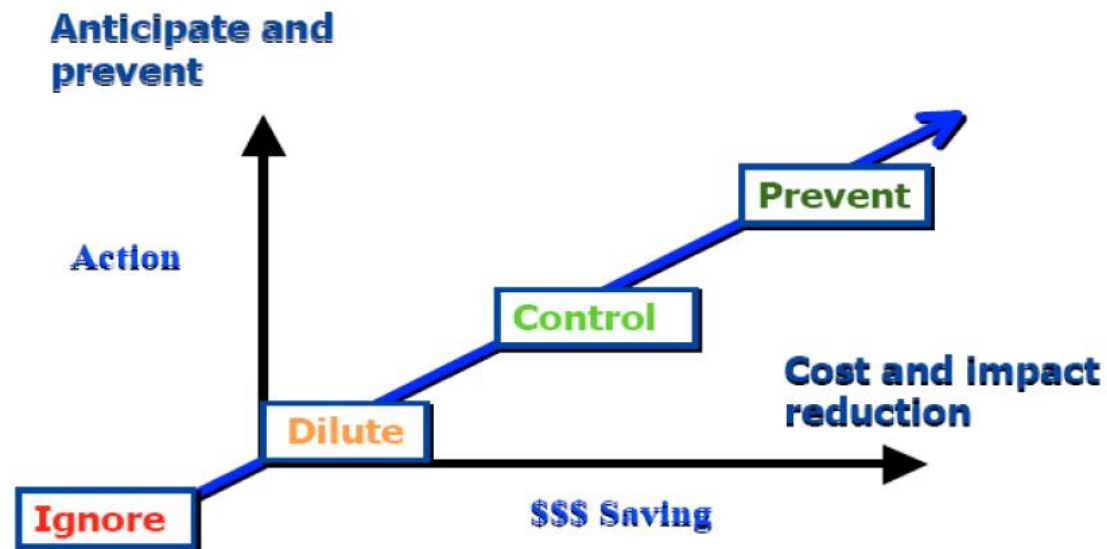 Anticipate and
prevent
Prevent
Action
Control
Cost and impact
reduction
Dilute
Ignore
$$$ Saving